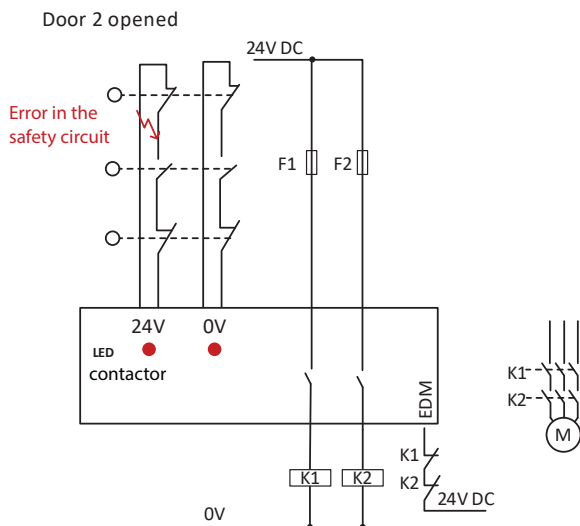 Door 2 opened
24V DC
Error in the
safety circuit
F1
F2
24V
0V
LED
contactor
EDM
K1
K2
M
K1
K2
K1
K2
24V DC
0V